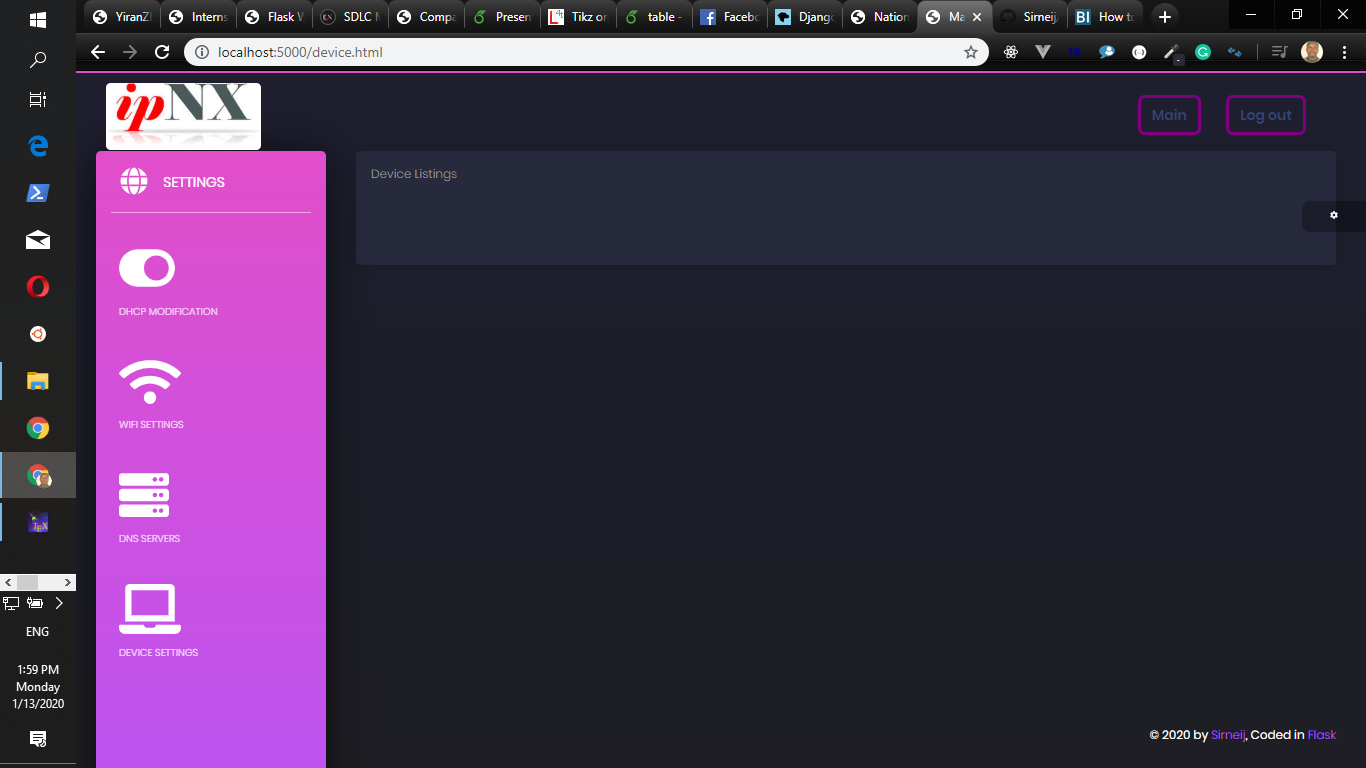 YiranZ
Interns
Flask W
SDLC M
Compa
Presen
Tikz or
table -
Facebo
Django
Nation
Ma
Sirneij
How to
localhost:5000/device.html
ipNX
Main
Log out
SETTINGS
Device Listings
DHCP MODIFICATION
WIFI SETTINGS
DNS SERVERS
DEVICE SETTINGS
ENG
1:59 PM
Monday
1/13/2020
© 2020 by Sirneij, Coded in Flask